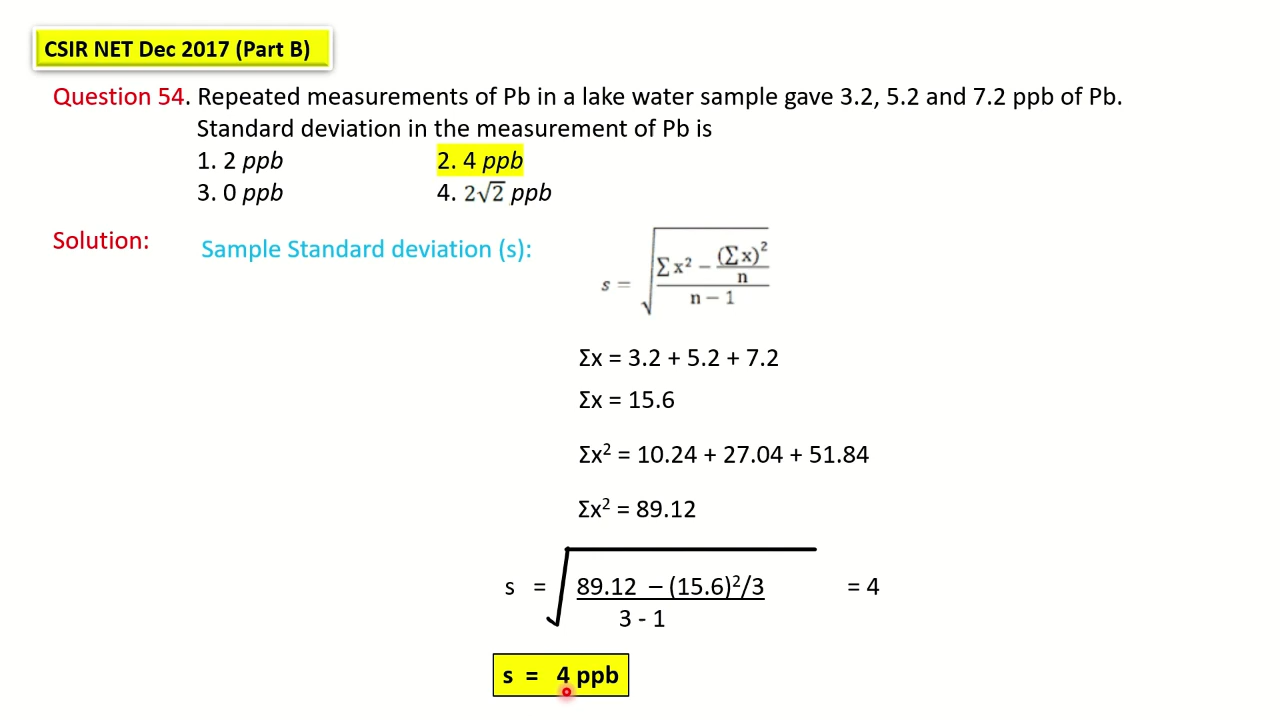 CSIR NET Dec 2017 (Part B)
Question 54. Repeated measurements of Pb in a lake water sample gave 3.2, 5.2 and 7.2 ppb of Pb.
Standard deviation in the measurement of Pb is
1. 2 ppb 2. 4 ppb
3. 0 ppb 4. 2√2 ppb
Solution: Sample Standard deviation (s):
s = √((Σx² − (Σx)²/n)/(n − 1))
Σx = 3.2 + 5.2 + 7.2
Σx = 15.6
Σx² = 10.24 + 27.04 + 51.84
Σx² = 89.12
s = √((89.12 – (15.6)²/3)/(3 - 1)) = 4
s = 4 ppb